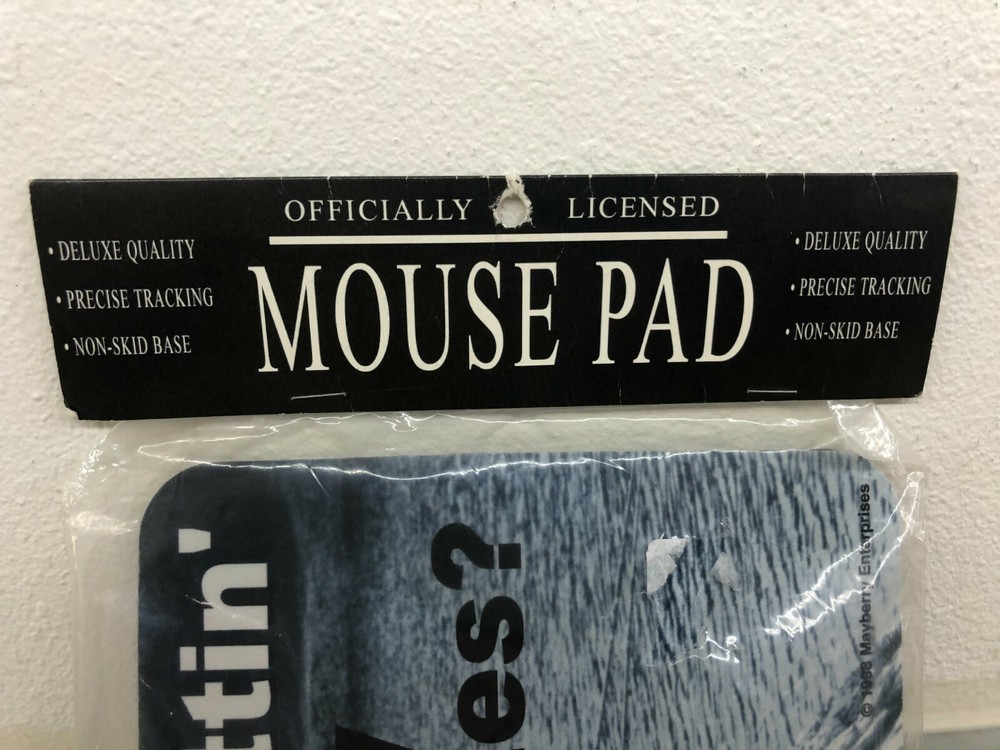 OFFICIALLY LICENSED
MOUSE PAD
• DELUXE QUALITY
• PRECISE TRACKING
• NON-SKID BASE
• DELUXE QUALITY
• PRECISE TRACKING
• NON-SKID BASE
ttin'
es?
Mayberry Enterprises